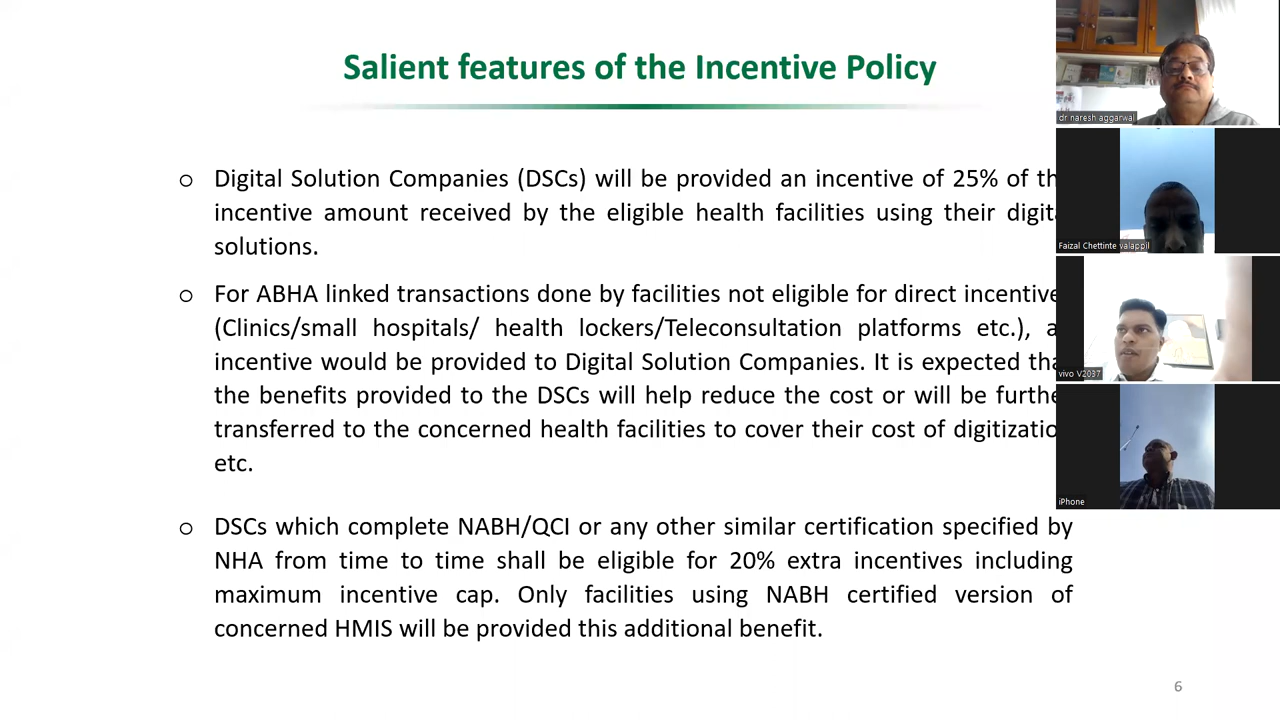 Salient features of the Incentive Policy
dr naresh aggarwal
o Digital Solution Companies (DSCs) will be provided an incentive of 25% of th
incentive amount received by the eligible health facilities using their digit
solutions.
Faizal Chettinte valappil
o For ABHA linked transactions done by facilities not eligible for direct incentive
(Clinics/small hospitals/ health lockers/Teleconsultation platforms etc.), a
incentive would be provided to Digital Solution Companies. It is expected tha
vivo V2037
the benefits provided to the DSCs will help reduce the cost or will be furthe
transferred to the concerned health facilities to cover their cost of digitizatio
etc.
iPhone
o DSCs which complete NABH/QCI or any other similar certification specified by
NHA from time to time shall be eligible for 20% extra incentives including
maximum incentive cap. Only facilities using NABH certified version of
concerned HMIS will be provided this additional benefit.
6